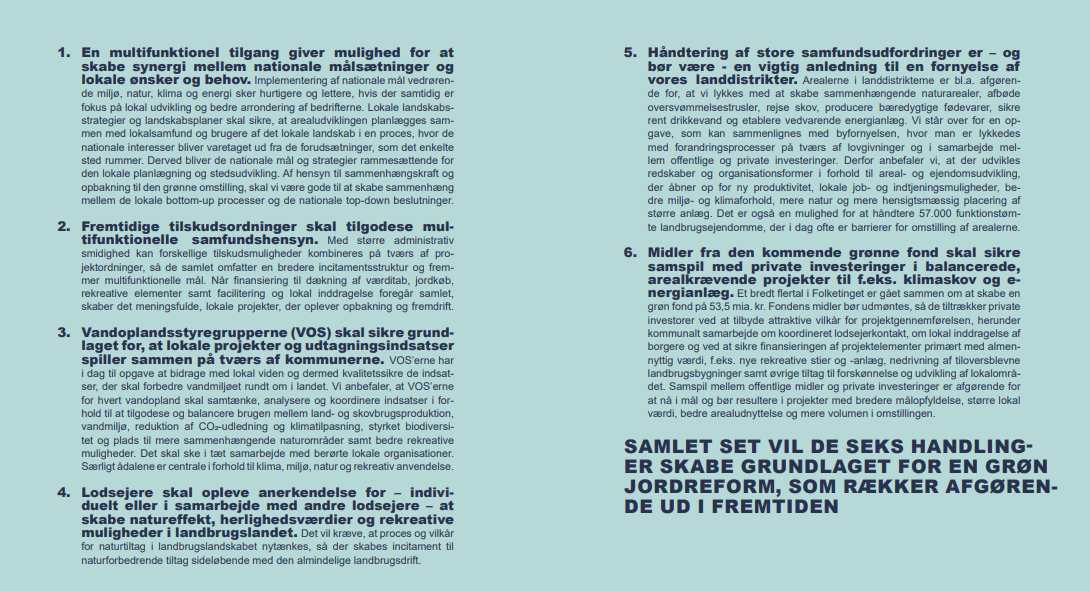 1. En multifunktionel tilgang giver mulighed for at
skabe synergi mellem nationale målsætninger og
lokale ønsker og behov. Implementering af nationale mål vedrøren-
de miljø, natur, klima og energi sker hurtigere og lettere, hvis der samtidig er
fokus på lokal udvikling og bedre arrondering af bedrifterne. Lokale landskabs-
strategier og landskabsplaner skal sikre, at arealudviklingen planlægges sam-
men med lokalsamfund og brugere af det lokale landskab i en proces, hvor de
nationale interesser bliver varetaget ud fra de forudsætninger, som det enkelte
sted rummer. Derved bliver de nationale mål og strategier rammesættende for
den lokale planlægning og stedsudvikling. Af hensyn til sammenhængskraft og
opbakning til den grønne omstilling, skal vi være gode til at skabe sammenhæng
mellem de lokale bottom-up processer og de nationale top-down beslutninger.
2. Fremtidige tilskudsordninger skal tilgodese mul-
tifunktionelle samfundshensyn. Med større administrativ
smidighed kan forskellige tilskudsmuligheder kombineres på tværs af pro-
jektordninger, så de samlet omfatter en bredere incitamentsstruktur og frem-
mer multifunktionelle mål. Når finansiering til dækning af værditab, jordkøb,
rekreative elementer samt facilitering og lokal inddragelse foregår samlet,
skaber det meningsfulde, lokale projekter, der oplever opbakning og fremdrift.
3. Vandoplandsstyregrupperne (VOS) skal sikre grund-
laget for, at lokale projekter og udtagningsindsatser
spiller sammen på tværs af kommunerne. VOS'erne har
i dag til opgave at bidrage med lokal viden og dermed kvalitetssikre de indsat-
ser, der skal forbedre vandmiljøet rundt om i landet. Vi anbefaler, at VOS'erne
for hvert vandopland skal samtænke, analysere og koordinere indsatser i for-
hold til at tilgodese og balancere brugen mellem land- og skovbrugsproduktion,
vandmiljø, reduktion af CO₂-udledning og klimatilpasning, styrket biodiversi-
tet og plads til mere sammenhængende naturområder samt bedre rekreative
muligheder. Det skal ske i tæt samarbejde med berørte lokale organisationer.
Særligt ådalene er centrale i forhold til klima, miljø, natur og rekreativ anvendelse.
4. Lodsejere skal opleve anerkendelse for – indivi-
duelt eller i samarbejde med andre lodsejere – at
skabe natureffekt, herlighedsværdier og rekreative
muligheder i landbrugslandet. Det vil kræve, at proces og vilkår
for naturtiltag i landbrugslandskabet nytænkes, så der skabes incitament til
naturforbedrende tiltag sideløbende med den almindelige landbrugsdrift.
5. Håndtering af store samfundsudfordringer er – og
bør være - en vigtig anledning til en fornyelse af
vores landdistrikter. Arealerne i landdistrikterne er bl.a. afgøren-
de for, at vi lykkes med at skabe sammenhængende naturarealer, afbøde
oversvømmelsestrusler, rejse skov, producere bæredygtige fødevarer, sikre
rent drikkevand og etablere vedvarende energianlæg. Vi står over for en op-
gave, som kan sammenlignes med byfornyelsen, hvor man er lykkedes
med forandringsprocesser på tværs af lovgivninger og i samarbejde mel-
lem offentlige og private investeringer. Derfor anbefaler vi, at der udvikles
redskaber og organisationsformer i forhold til areal- og ejendomsudvikling,
der åbner op for ny produktivitet, lokale job- og indtjeningsmuligheder, be-
dre miljø- og klimaforhold, mere natur og mere hensigtsmæssig placering af
større anlæg. Det er også en mulighed for at håndtere 57.000 funktionstøm-
te landbrugsejendomme, der i dag ofte er barrierer for omstilling af arealerne.
6. Midler fra den kommende grønne fond skal sikre
samspil med private investeringer i balancerede,
arealkrævende projekter til f.eks. klimaskov og e-
nergianlæg. Et bredt flertal i Folketinget er gået sammen om at skabe en
grøn fond på 53,5 mia. kr. Fondens midler bør udmøntes, så de tiltrækker private
investorer ved at tilbyde attraktive vilkår for projektgennemførelsen, herunder
kommunalt samarbejde om koordineret lodsejerkontakt, om lokal inddragelse af
borgere og ved at sikre finansieringen af projektelementer primært med almen-
nyttig værdi, f.eks. nye rekreative stier og -anlæg, nedrivning af tiloversblevne
landbrugsbygninger samt øvrige tiltag til forskønnelse og udvikling af lokalområ-
det. Samspil mellem offentlige midler og private investeringer er afgørende for
at nå i mål og bør resultere i projekter med bredere målopfyldelse, større lokal
værdi, bedre arealudnyttelse og mere volumen i omstillingen.
SAMLET SET VIL DE SEKS HANDLING-
ER SKABE GRUNDLAGET FOR EN GRØN
JORDREFORM, SOM RÆKKER AFGØREN-
DE UD I FREMTIDEN